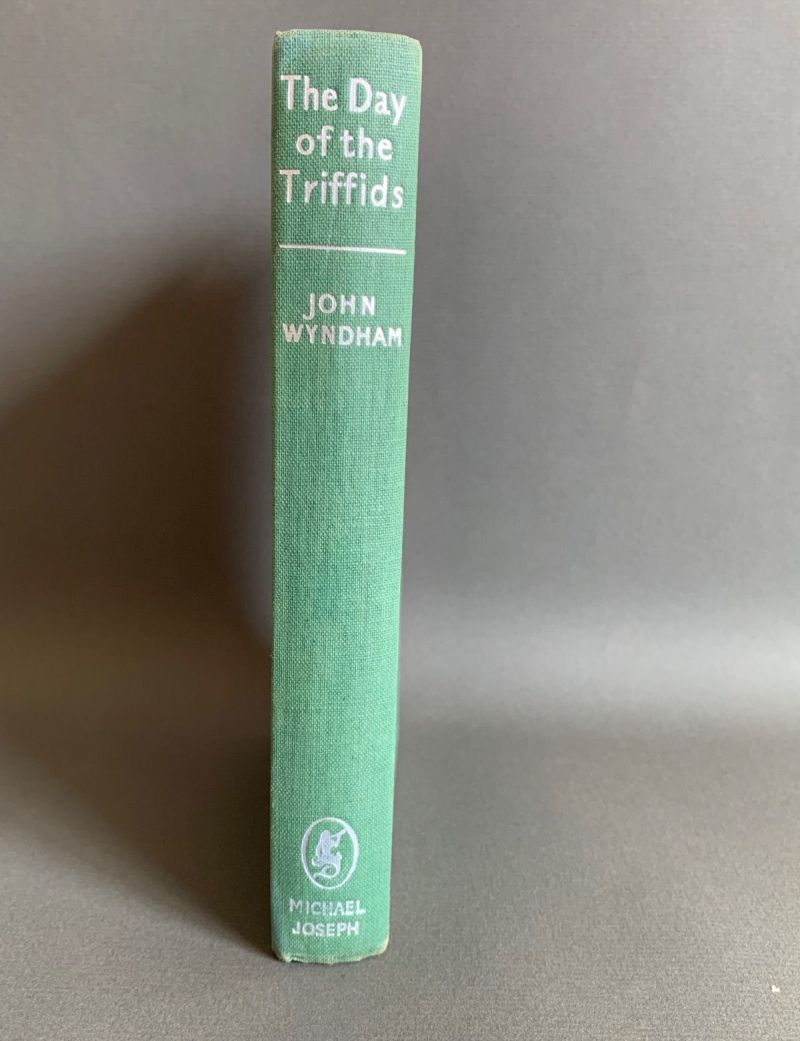 The Day
of the
Triffids
JOHN
WYNDHAM
MICHAEL
JOSEPH